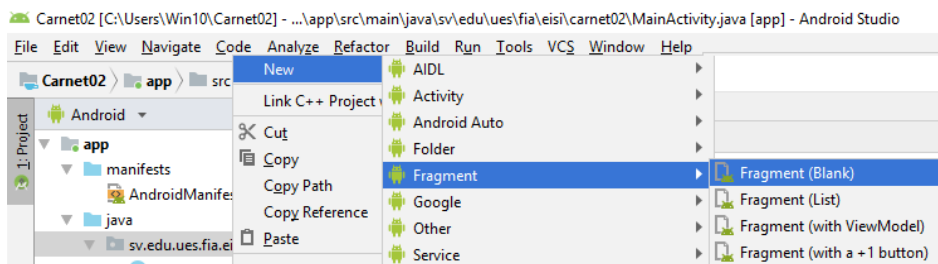 Carnet02 [C:\Users\Win10\Carnet02] - ...\app\src\main\java\sv\edu\ues\fia\eisi\carnet02\MainActivity.java [app] - Android Studio
File Edit View Navigate Code Analyze Refactor Build Run Tools VCS Window Help
Carnet02 app src New AIDL
Link C++ Project Activity
Android Android Auto
1: Project
app Cut Folder
manifests Copy Fragment Fragment (Blank)
AndroidManife Copy Path Google Fragment (List)
java Copy Reference Other Fragment (with ViewModel)
sv.edu.ues.fia.ei Paste Service Fragment (with a +1 button)